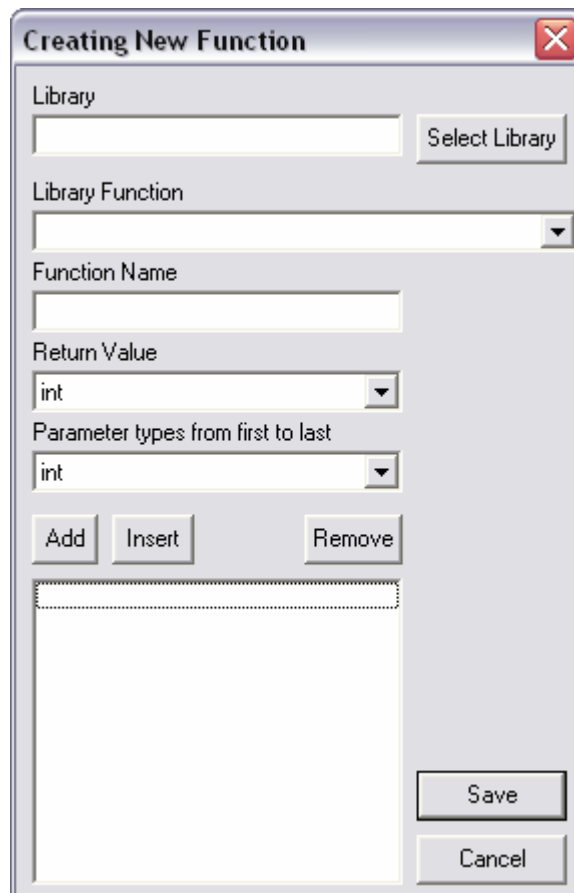 Creating New Function
Library
Select Library
Library Function
Function Name
Return Value
int
Parameter types from first to last
int
Add Insert Remove
Save
Cancel